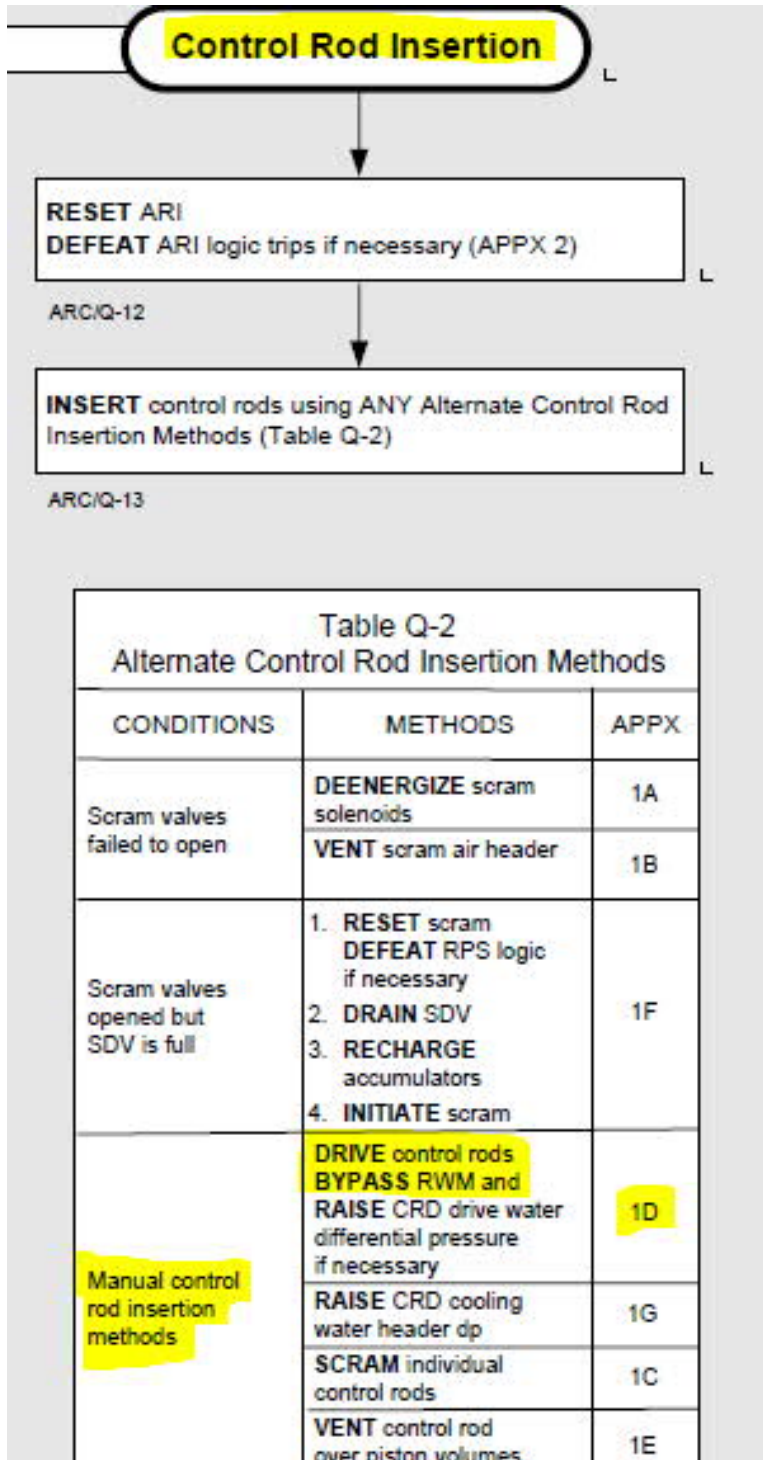 Control Rod Insertion
RESET ARI
DEFEAT ARI logic trips if necessary (APPX 2)
ARC/Q-12
INSERT control rods using ANY Alternate Control Rod
Insertion Methods (Table Q-2)
ARC/Q-13
Table Q-2
Alternate Control Rod Insertion Methods
CONDITIONS METHODS APPX
Scram valves
failed to open
DEENERGIZE scram
solenoids
1A
VENT scram air header
1B
Scram valves
opened but
SDV is full
1. RESET scram
DEFEAT RPS logic
if necessary
2. DRAIN SDV
3. RECHARGE
accumulators
4. INITIATE scram
1F
Manual control
rod insertion
methods
DRIVE control rods
BYPASS RWM and
RAISE CRD drive water
differential pressure
if necessary
1D
RAISE CRD cooling
water header dp
1G
SCRAM individual
control rods
1C
VENT control rod
over piston volumes
1E